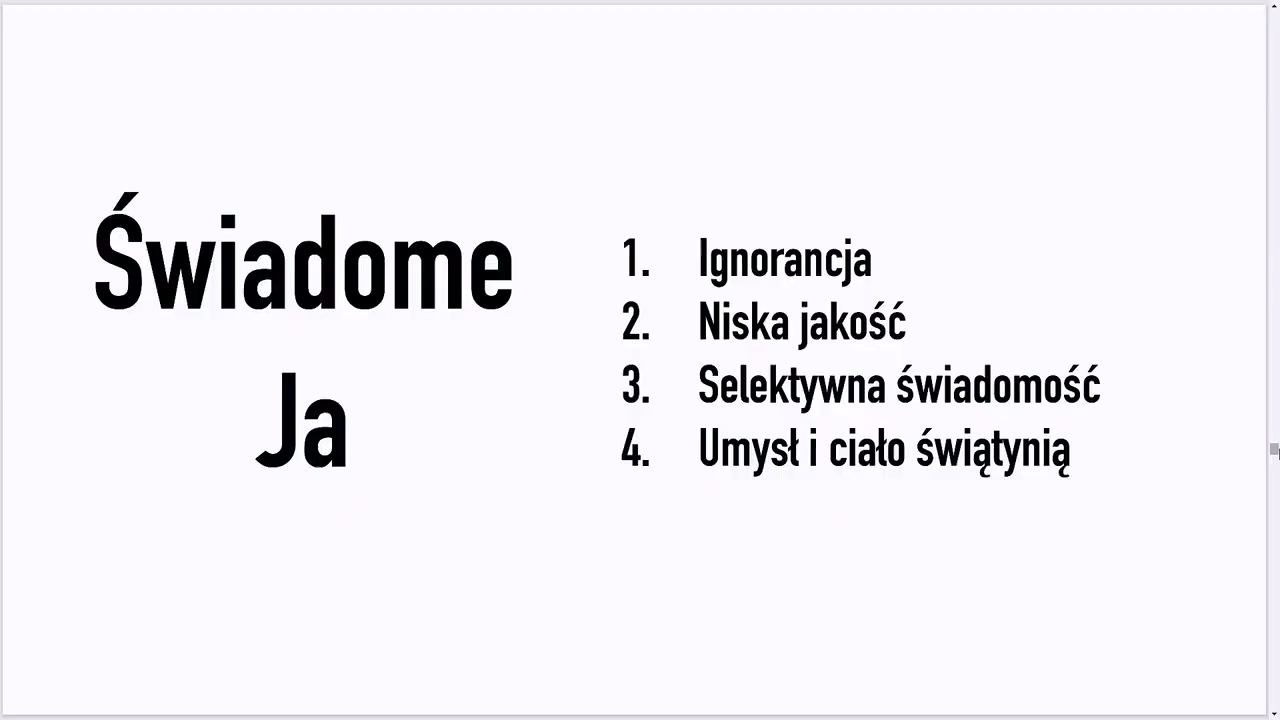 Świadome
Ja
1. Ignorancja
2. Niska jakość
3. Selektywna świadomość
4. Umysł i ciało świątynią